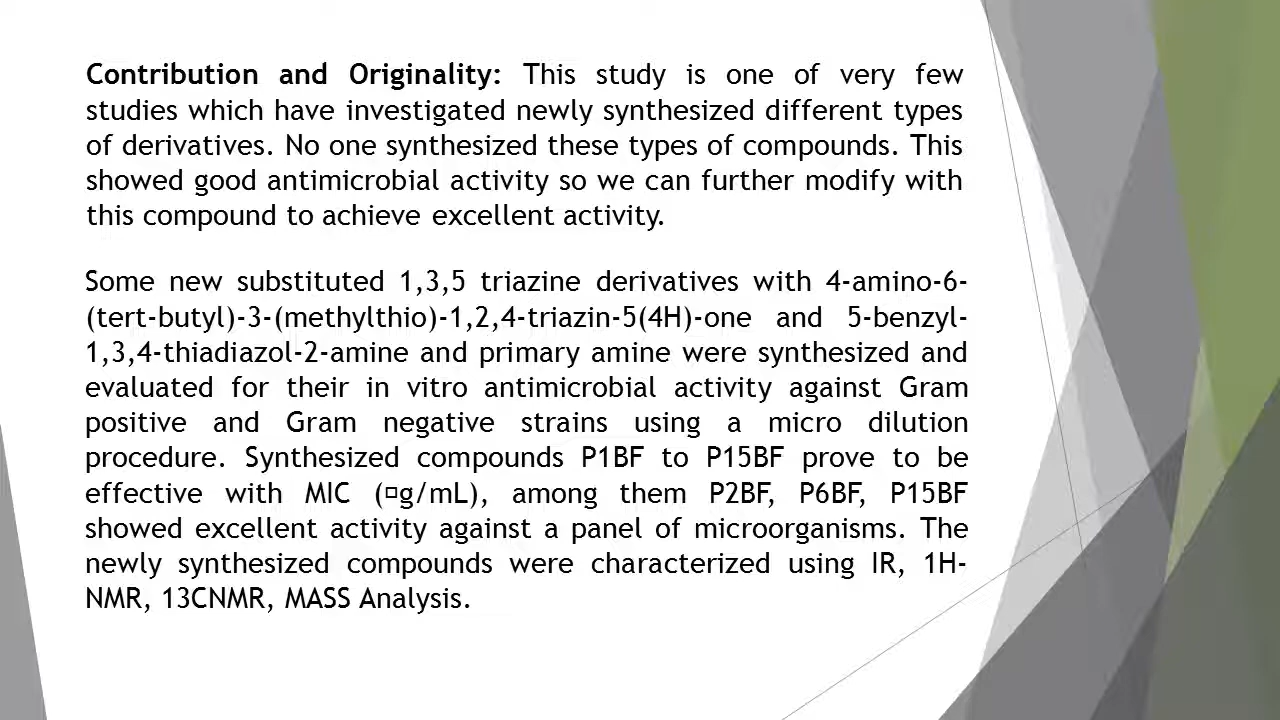 Contribution and Originality: This study is one of very few
studies which have investigated newly synthesized different types
of derivatives. No one synthesized these types of compounds. This
showed good antimicrobial activity so we can further modify with
this compound to achieve excellent activity.
Some new substituted 1,3,5 triazine derivatives with 4-amino-6-
(tert-butyl)-3-(methylthio)-1,2,4-triazin-5(4H)-one and 5-benzyl-
1,3,4-thiadiazol-2-amine and primary amine were synthesized and
evaluated for their in vitro antimicrobial activity against Gram
positive and Gram negative strains using a micro dilution
procedure. Synthesized compounds P1BF to P15BF prove to be
effective with MIC (□g/mL), among them P2BF, P6BF, P15BF
showed excellent activity against a panel of microorganisms. The
newly synthesized compounds were characterized using IR, 1H-
NMR, 13CNMR, MASS Analysis.